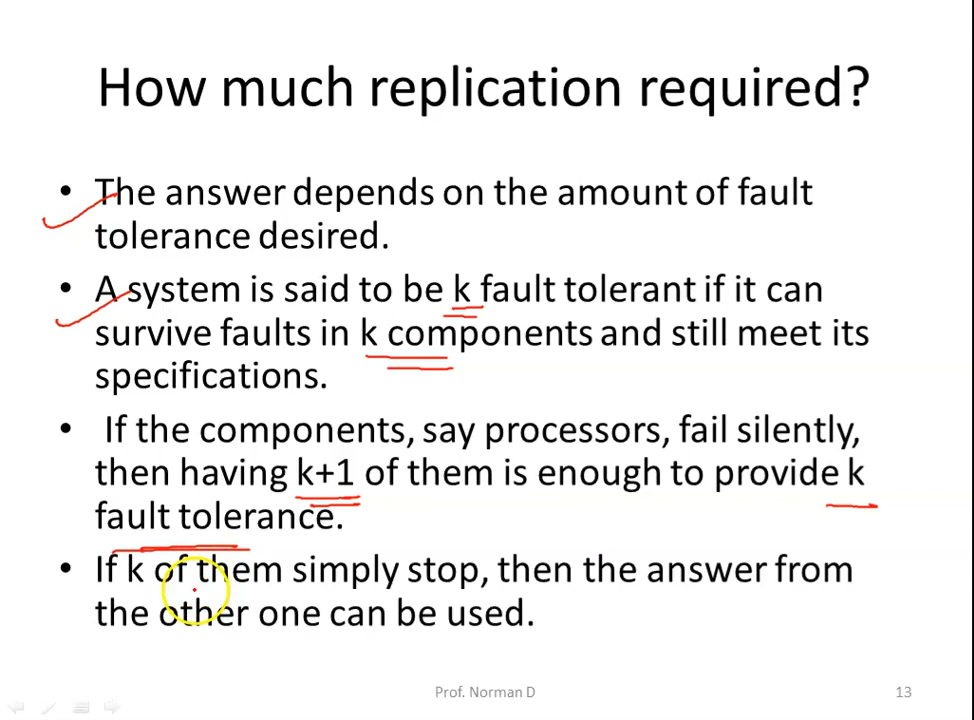 How much replication required?
• The answer depends on the amount of fault
tolerance desired.
• A system is said to be k fault tolerant if it can
survive faults in k components and still meet its
specifications.
• If the components, say processors, fail silently,
then having k+1 of them is enough to provide k
fault tolerance.
• If k of them simply stop, then the answer from
the other one can be used.
Prof. Norman D
13